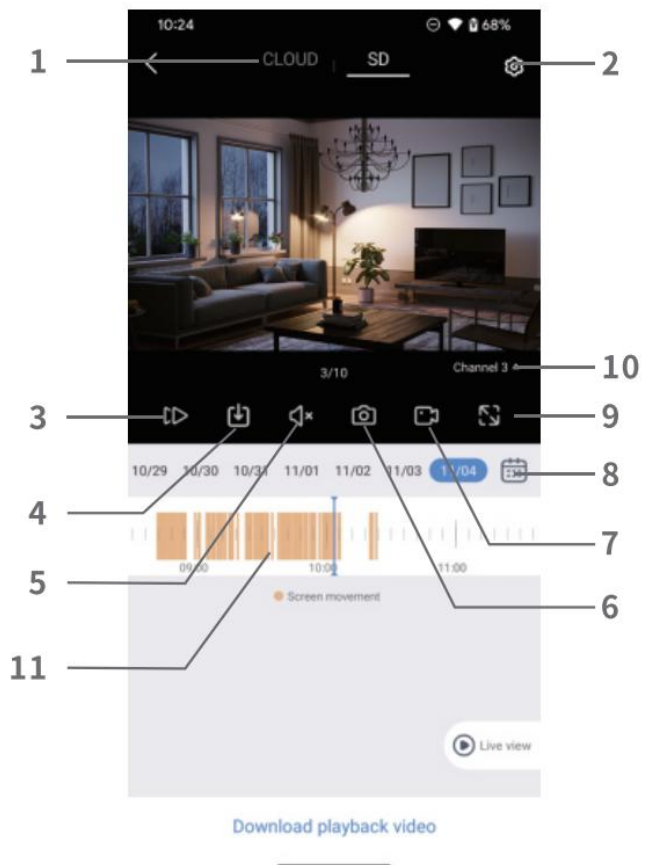 10:24 68%
1 CLOUD SD 2
3/10 Channel 3 10
3 9
10/29 10/30 10/31 11/01 11/02 11/03 11/04 8
4 7
09:00 10:00 11:00
5 Screen movement 6
11
Live view
Download playback video